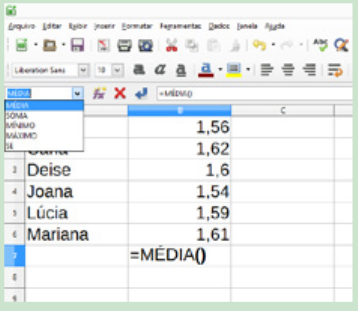 Arquivo Editar Exibir Inserir Formatar Ferramentas Dados Janela Ajuda
Liberation Sans 10
MÉDIA =MÉDIA()
MÉDIA
SOMA
MÍNIMO
MÁXIMO
SE
B C
1,56
1,62
3 Deise 1,6
4 Joana 1,54
5 Lúcia 1,59
6 Mariana 1,61
7 =MÉDIA()
8
9